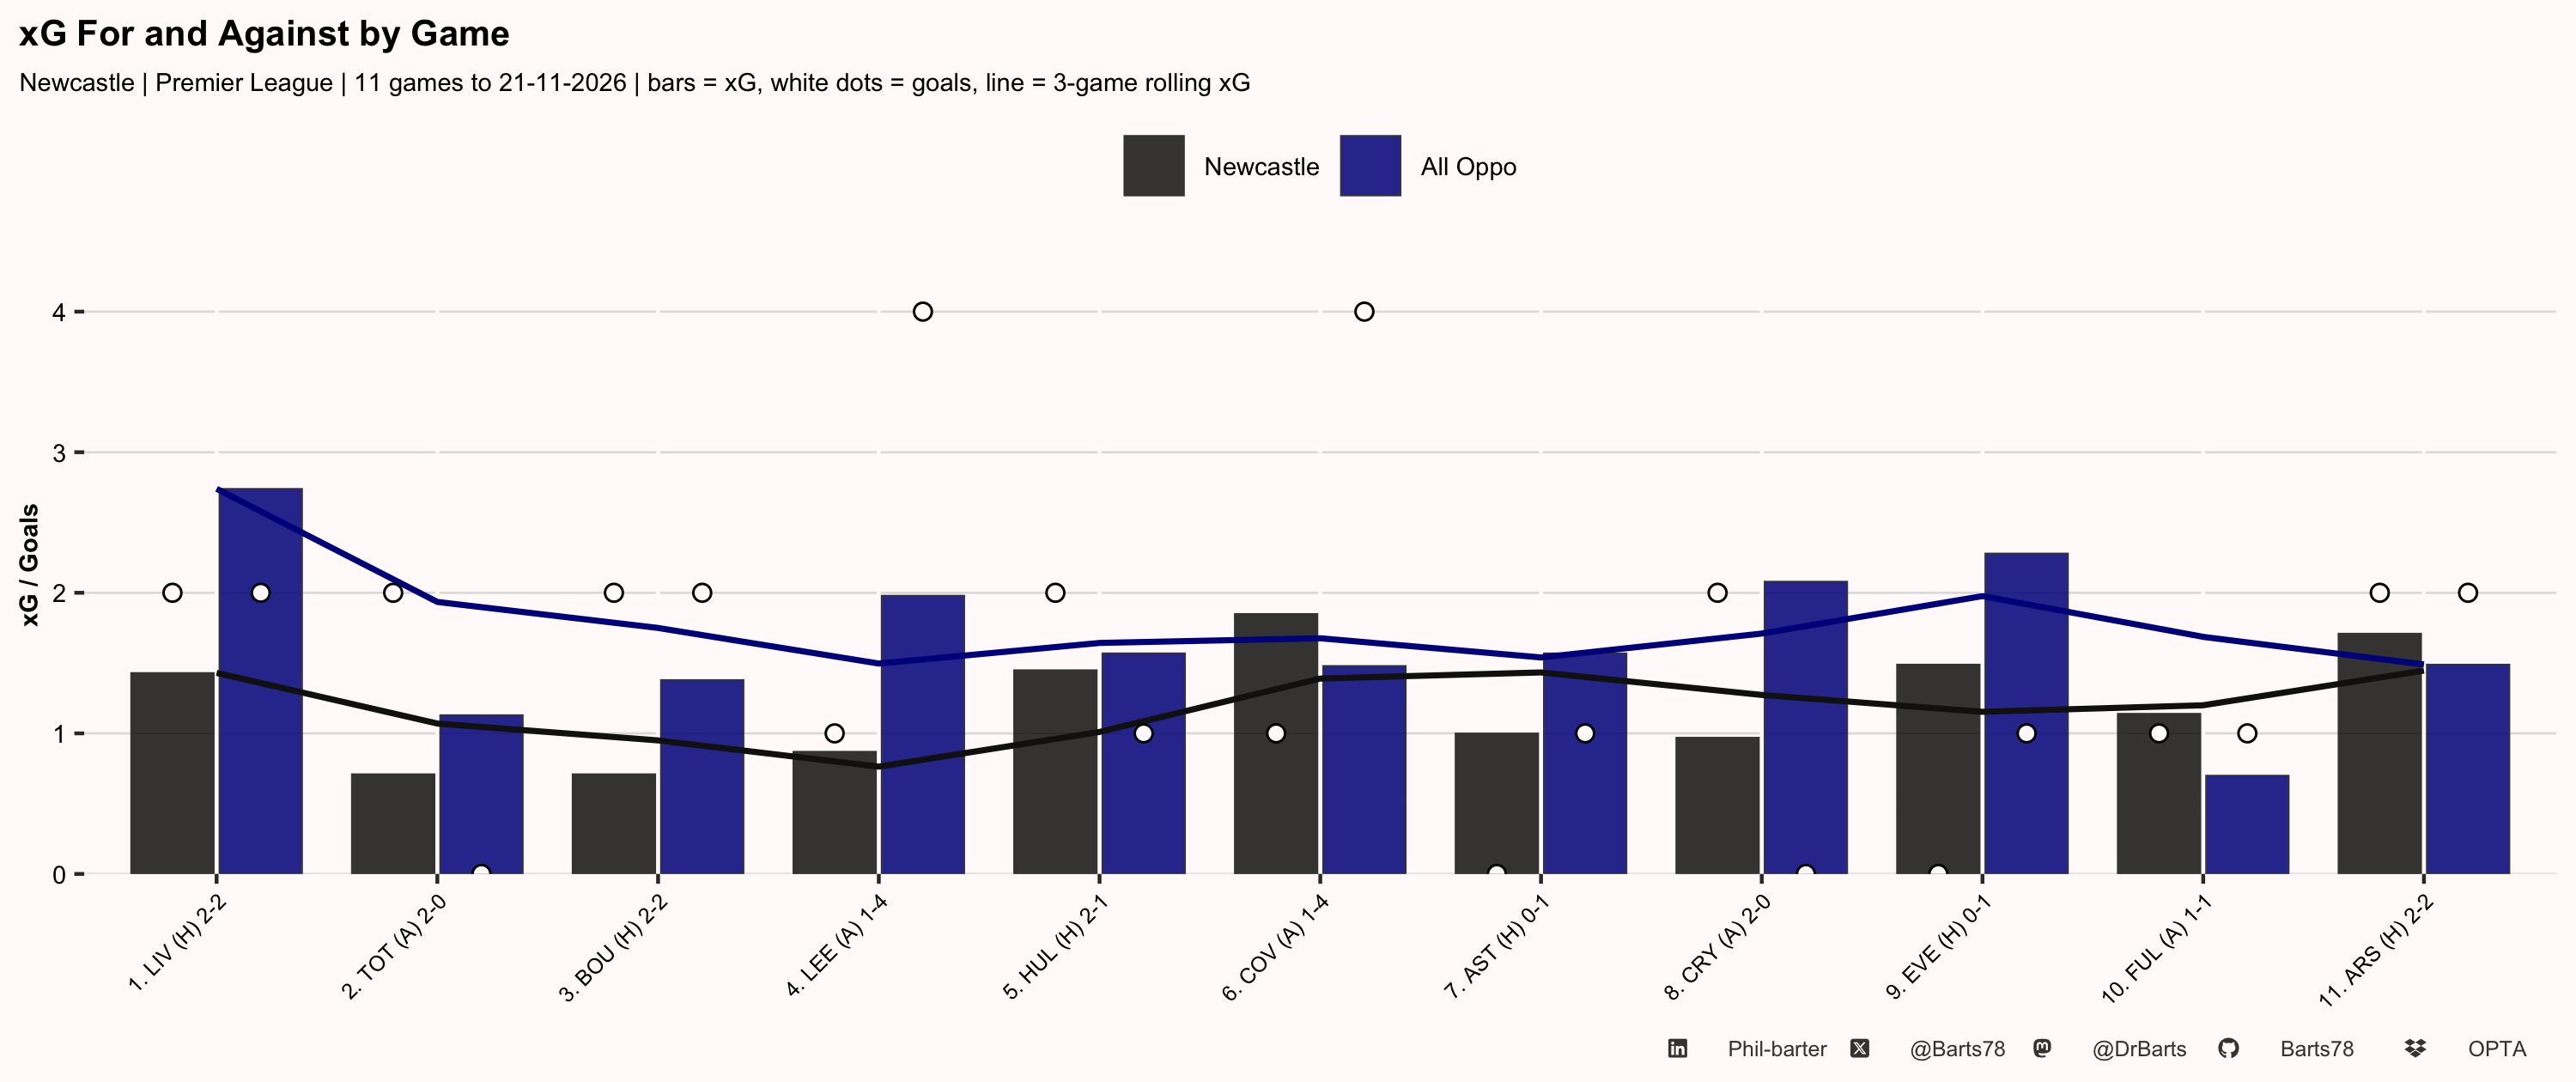 xG For and Against by Game
Newcastle | Premier League | 11 games to 21-11-2026 | bars = xG, white dots = goals, line = 3-game rolling xG
Newcastle
All Oppo
xG / Goals
4
3
2
1
0
1. LIV (H) 2-2
2. TOT (A) 2-0
3. BOU (H) 2-2
4. LEE (A) 1-4
5. HUL (H) 2-1
6. COV (A) 1-4
7. AST (H) 0-1
8. CRY (A) 2-0
9. EVE (H) 0-1
10. FUL (A) 1-1
11. ARS (H) 2-2
Phil-barter @Barts78 @DrBarts Barts78 OPTA